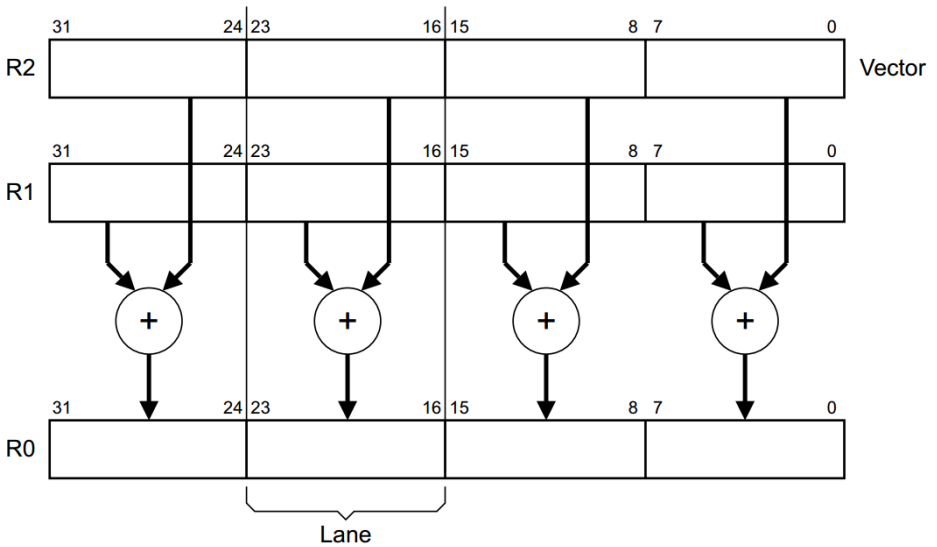 31 24 23 16 15 8 7 0
R2 Vector
31 24 23 16 15 8 7 0
R1
+ + + +
31 24 23 16 15 8 7 0
R0
Lane